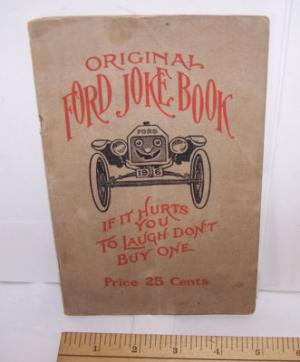 ORIGINAL
FORD JOKE BOOK
FORD
1916
IF IT HURTS
YOU
TO LAUGH DON'T
BUY ONE.
Price 25 Cents
1 2 3 4 5 6